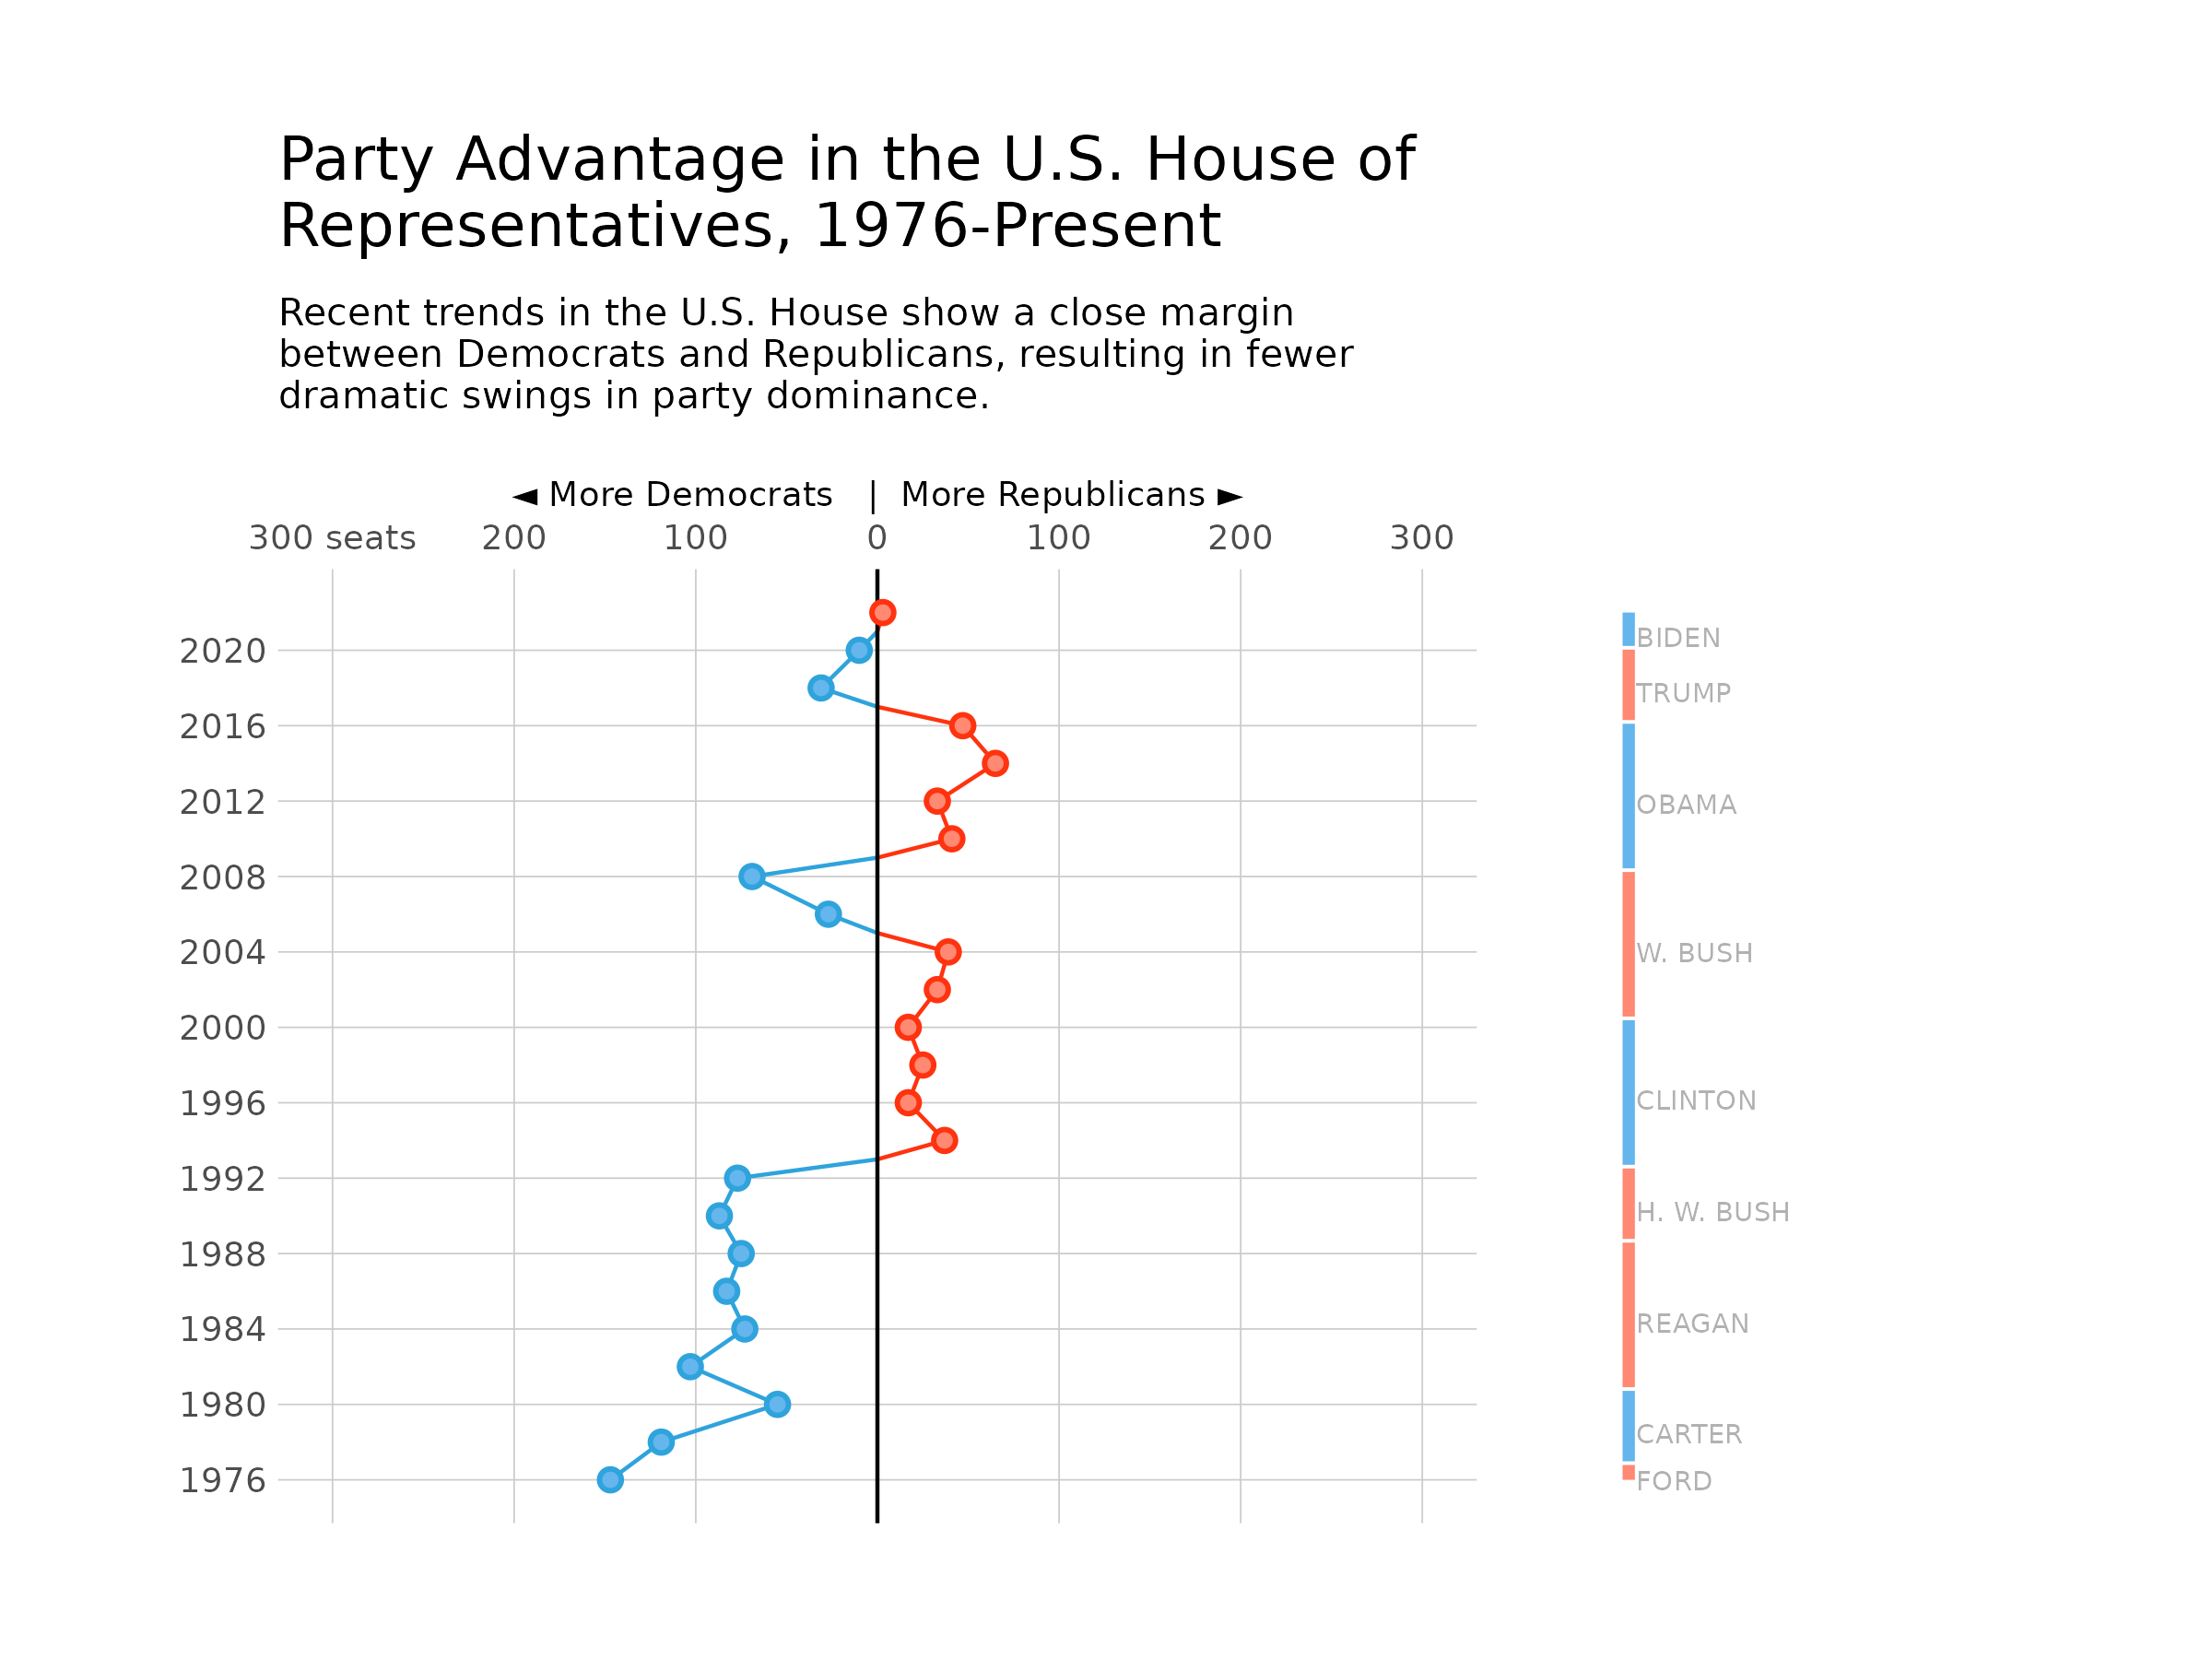 Party Advantage in the U.S. House of
Representatives, 1976-Present
Recent trends in the U.S. House show a close margin
between Democrats and Republicans, resulting in fewer
dramatic swings in party dominance.
◄ More Democrats | More Republicans ►
300 seats 200 100 0 100 200 300
2020
2016
2012
2008
2004
2000
1996
1992
1988
1984
1980
1976
BIDEN
TRUMP
OBAMA
W. BUSH
CLINTON
H. W. BUSH
REAGAN
CARTER
FORD